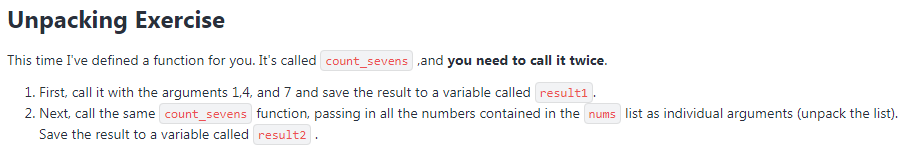 Unpacking Exercise
This time I've defined a function for you. It's called count_sevens ,and you need to call it twice.
1. First, call it with the arguments 1,4, and 7 and save the result to a variable called result1 .
2. Next, call the same count_sevens function, passing in all the numbers contained in the nums list as individual arguments (unpack the list).
Save the result to a variable called result2 .